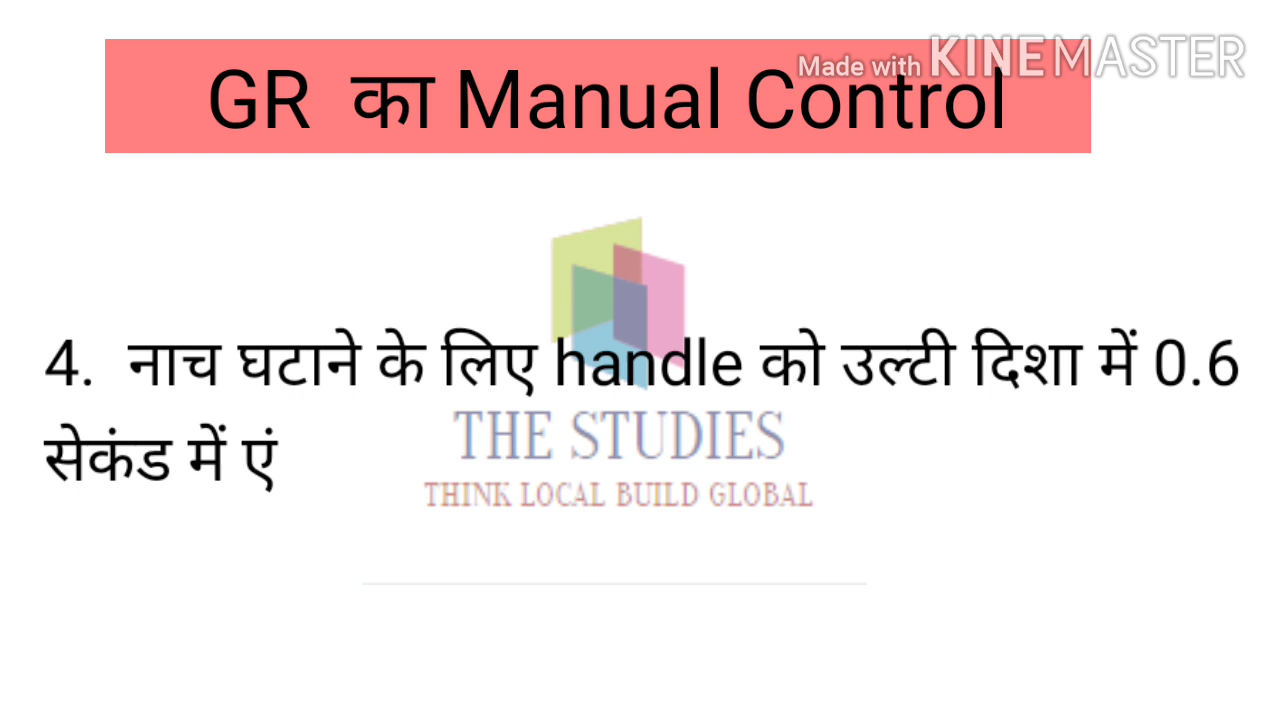 Made with KINEMASTER
GR का Manual Control
4. नाच घटाने के लिए handle को उल्टी दिशा में 0.6
सेकंड में एं
THE STUDIES
THINK LOCAL BUILD GLOBAL